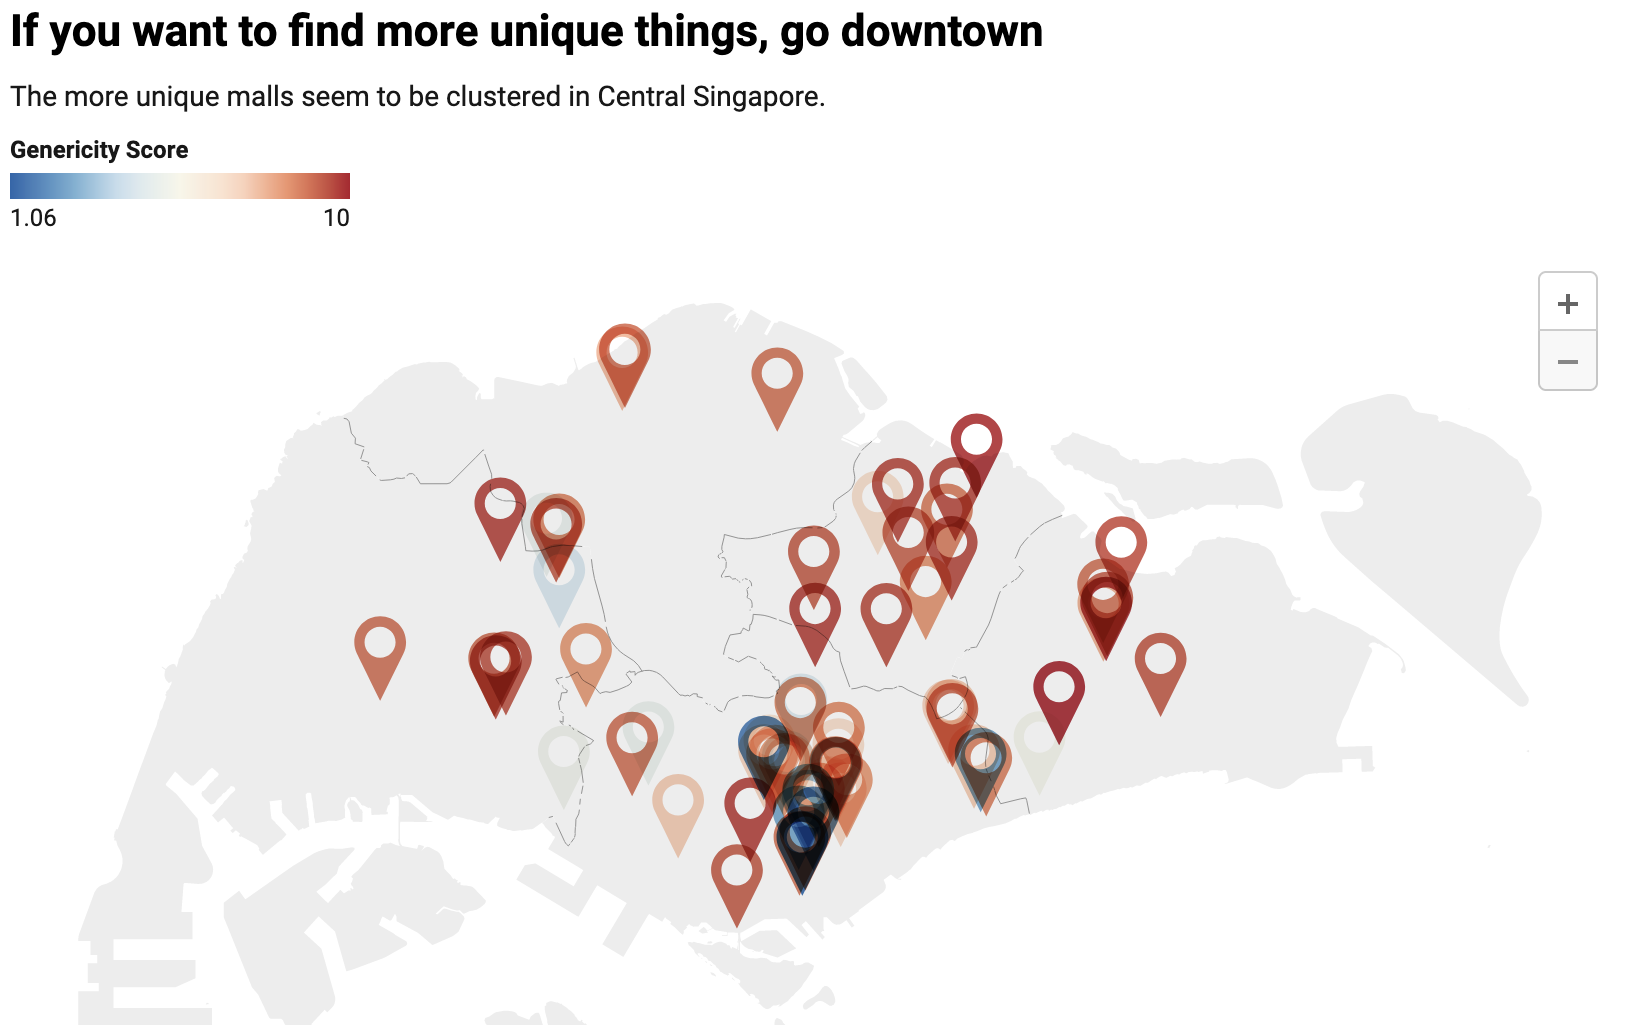 If you want to find more unique things, go downtown
The more unique malls seem to be clustered in Central Singapore.
Genericity Score
1.06 10
+
−